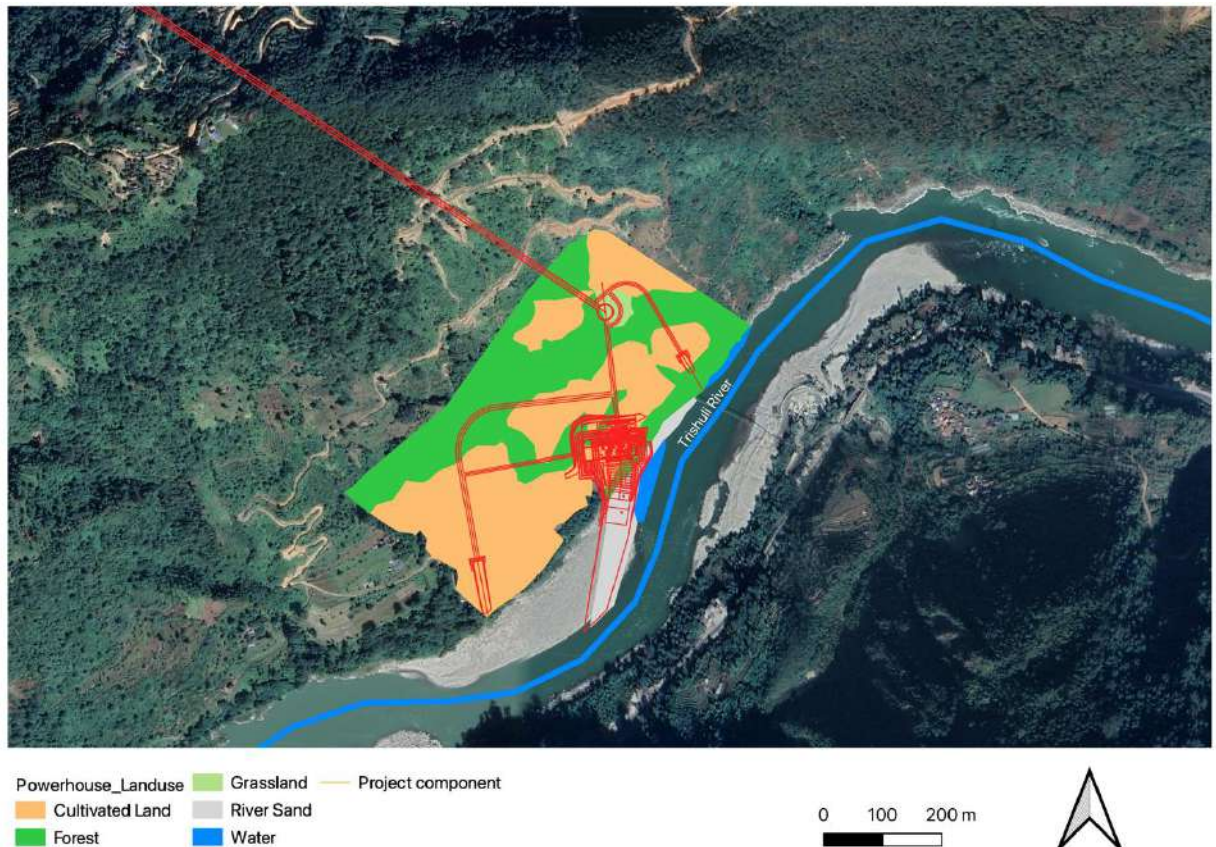 Trishuli River
Powerhouse_Landuse
Cultivated Land
Forest
Grassland
River Sand
Water
Project component
0 100 200 m